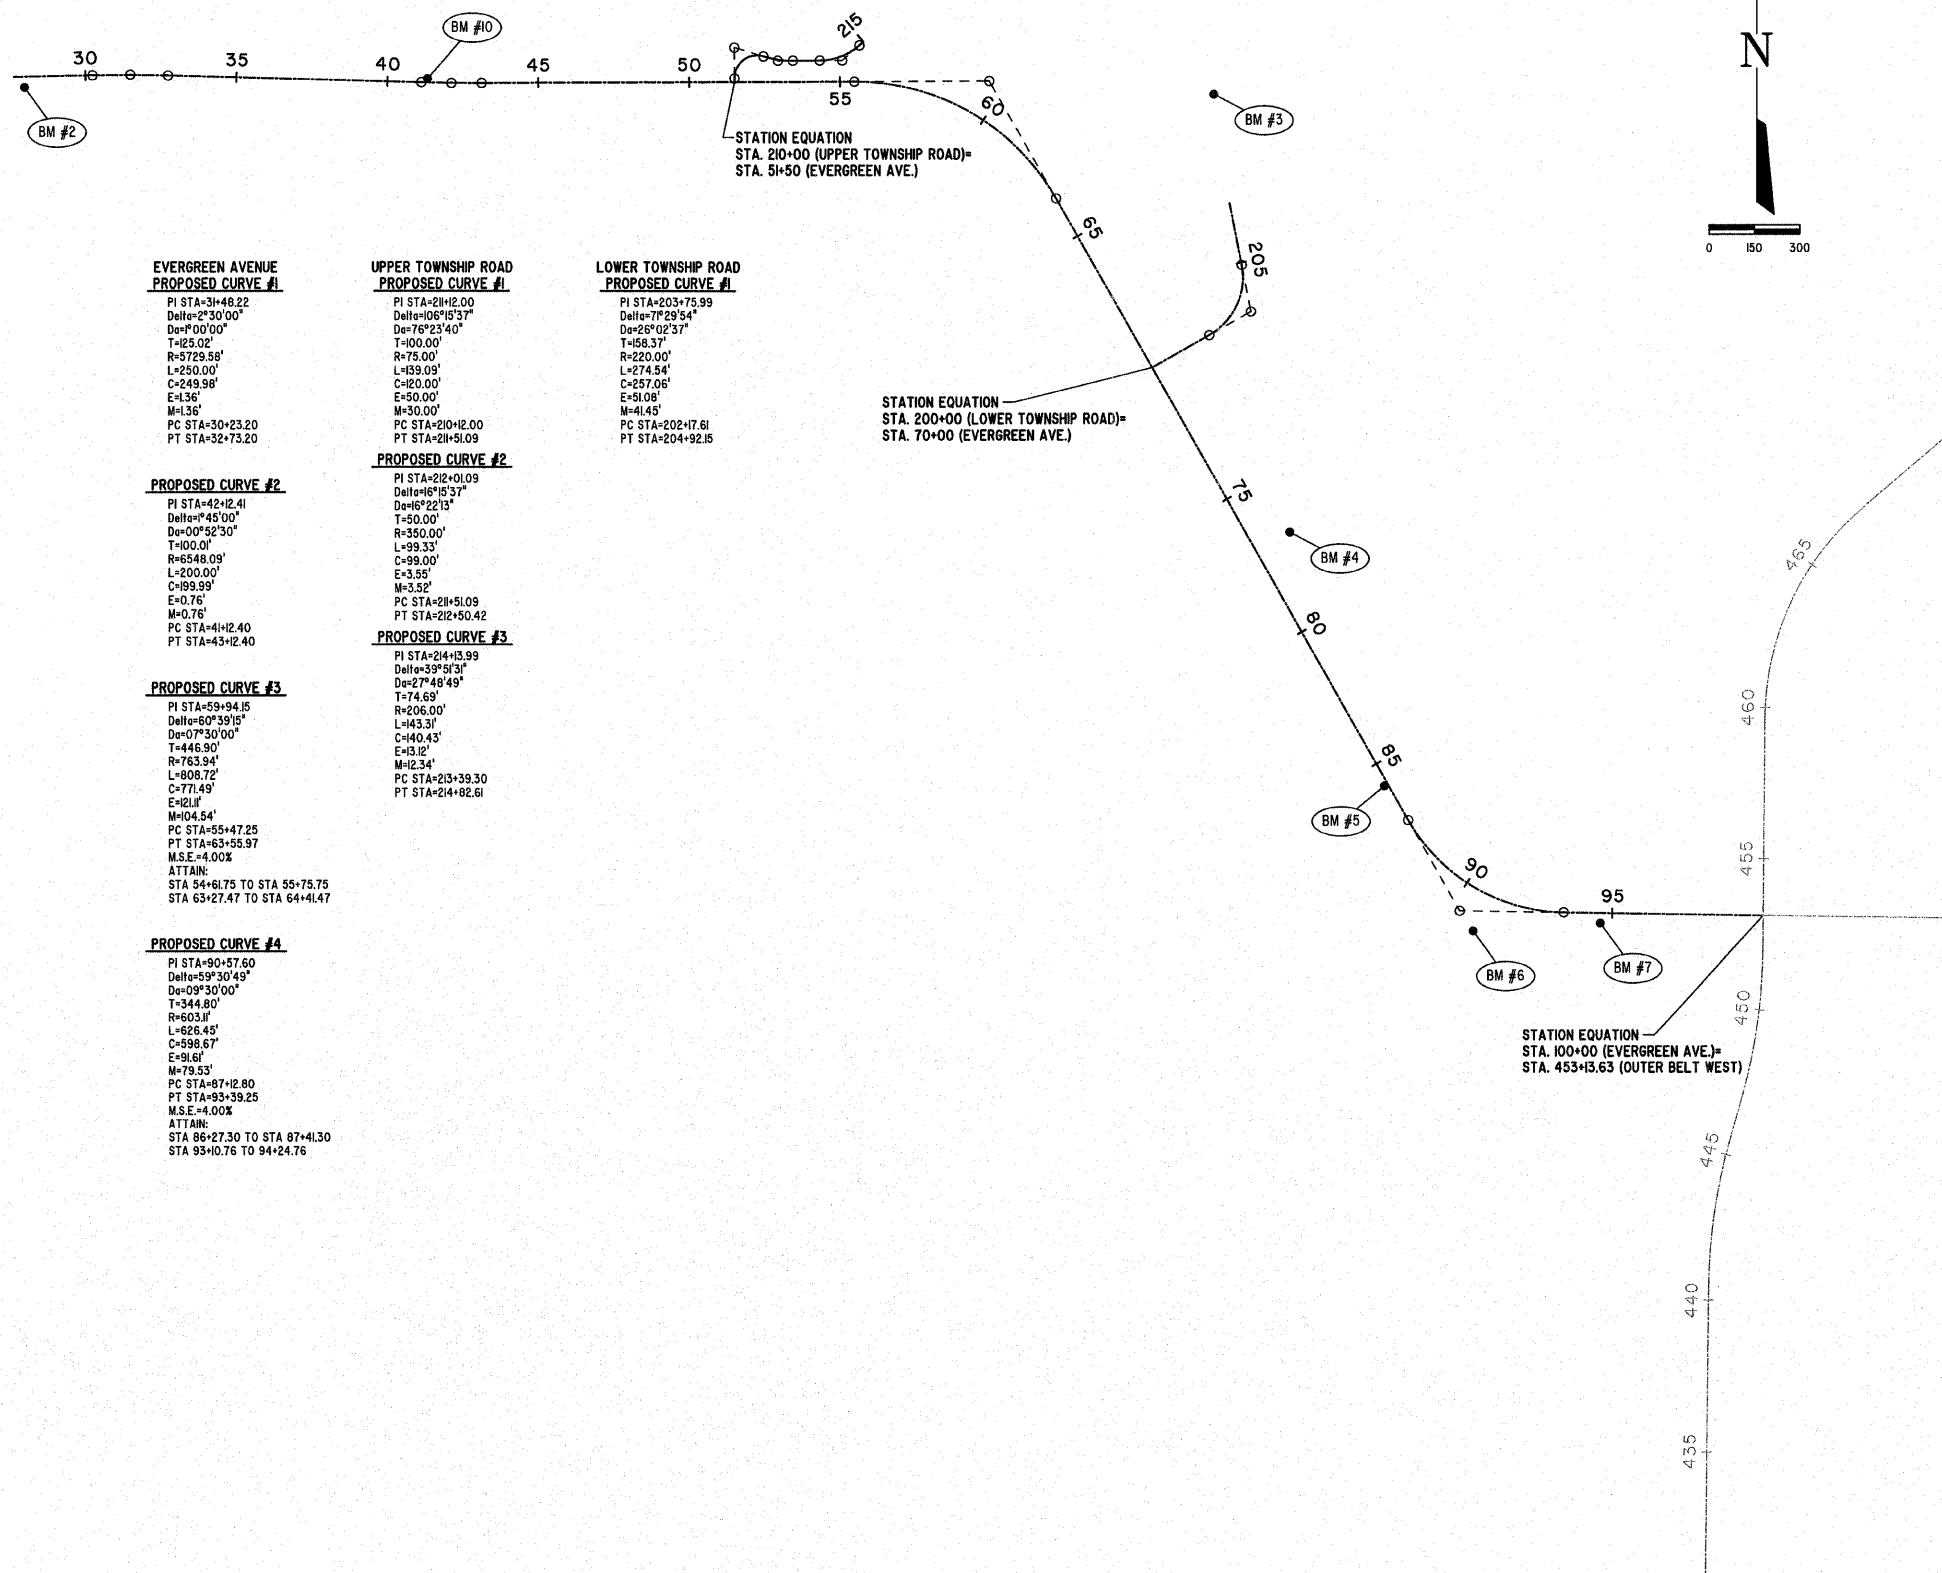 BM #10
215
30
35
40
45
50
55
60
BM #2
BM #3
N
0 150 300
STATION EQUATION
STA. 210+00 (UPPER TOWNSHIP ROAD)=
STA. 51+50 (EVERGREEN AVE.)
65
205
EVERGREEN AVENUE
PROPOSED CURVE #1
PI STA=31+48.22
Delta=2°30'00"
Da=1°00'00"
T=125.02'
R=5729.58'
L=250.00'
C=249.98'
E=1.36'
M=1.36'
PC STA=30+23.20
PT STA=32+73.20
PROPOSED CURVE #2
PI STA=42+12.41
Delta=1°45'00"
Da=00°52'30"
T=100.01'
R=6548.09'
L=200.00'
C=199.99'
E=0.76'
M=0.76'
PC STA=41+12.40
PT STA=43+12.40
PROPOSED CURVE #3
PI STA=59+94.15
Delta=60°39'15"
Da=07°30'00"
T=446.90'
R=763.94'
L=808.72'
C=771.49'
E=121.11'
M=104.54'
PC STA=55+47.25
PT STA=63+55.97
M.S.E.=4.00%
ATTAIN:
STA 54+61.75 TO STA 55+75.75
STA 63+27.47 TO STA 64+41.47
PROPOSED CURVE #4
PI STA=90+57.60
Delta=59°30'49"
Da=09°30'00"
T=344.80'
R=603.11'
L=626.45'
C=598.67'
E=91.61'
M=79.53'
PC STA=87+12.80
PT STA=93+39.25
M.S.E.=4.00%
ATTAIN:
STA 86+27.30 TO STA 87+41.30
STA 93+10.76 TO 94+24.76
UPPER TOWNSHIP ROAD
PROPOSED CURVE #1
PI STA=211+12.00
Delta=106°15'37"
Da=76°23'40"
T=100.00'
R=75.00'
L=139.09'
C=120.00'
E=50.00'
M=30.00'
PC STA=210+12.00
PT STA=211+51.09
PROPOSED CURVE #2
PI STA=212+01.09
Delta=16°15'37"
Da=16°22'13"
T=50.00'
R=350.00'
L=99.33'
C=99.00'
E=3.55'
M=3.52'
PC STA=211+51.09
PT STA=212+50.42
PROPOSED CURVE #3
PI STA=214+13.99
Delta=39°51'31"
Da=27°48'49"
T=74.69'
R=206.00'
L=143.31'
C=140.43'
E=13.12'
M=12.34'
PC STA=213+39.30
PT STA=214+82.61
LOWER TOWNSHIP ROAD
PROPOSED CURVE #1
PI STA=203+75.99
Delta=71°29'54"
Da=26°02'37"
T=158.37'
R=220.00'
L=274.54'
C=257.06'
E=51.08'
M=41.45'
PC STA=202+17.61
PT STA=204+92.15
STATION EQUATION
STA. 200+00 (LOWER TOWNSHIP ROAD)=
STA. 70+00 (EVERGREEN AVE.)
75
BM #4
80
85
BM #5
90
95
BM #6
BM #7
STATION EQUATION
STA. 100+00 (EVERGREEN AVE.)=
STA. 453+13.63 (OUTER BELT WEST)
465
460
455
450
445
440
435